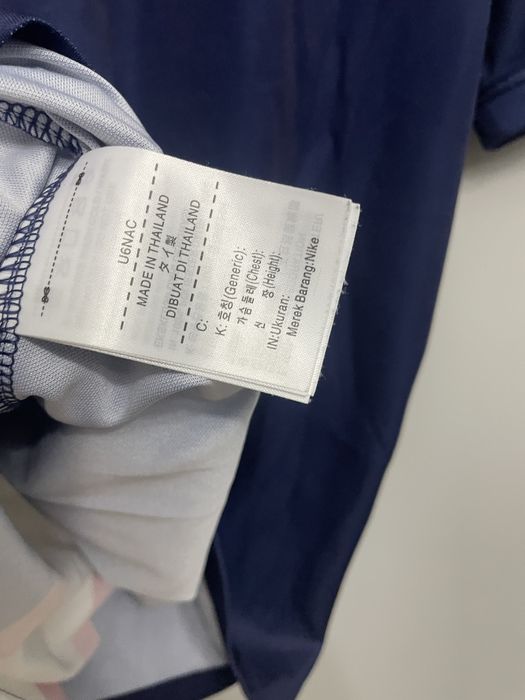 U6NAC
MADE IN THAILAND
タイ製
DIBUAT DI THAILAND
C:
K: 호칭(Generic):
가슴둘레(Chest):
신 장(Height):
IN:Ukuran:
Merek Barang:Nike